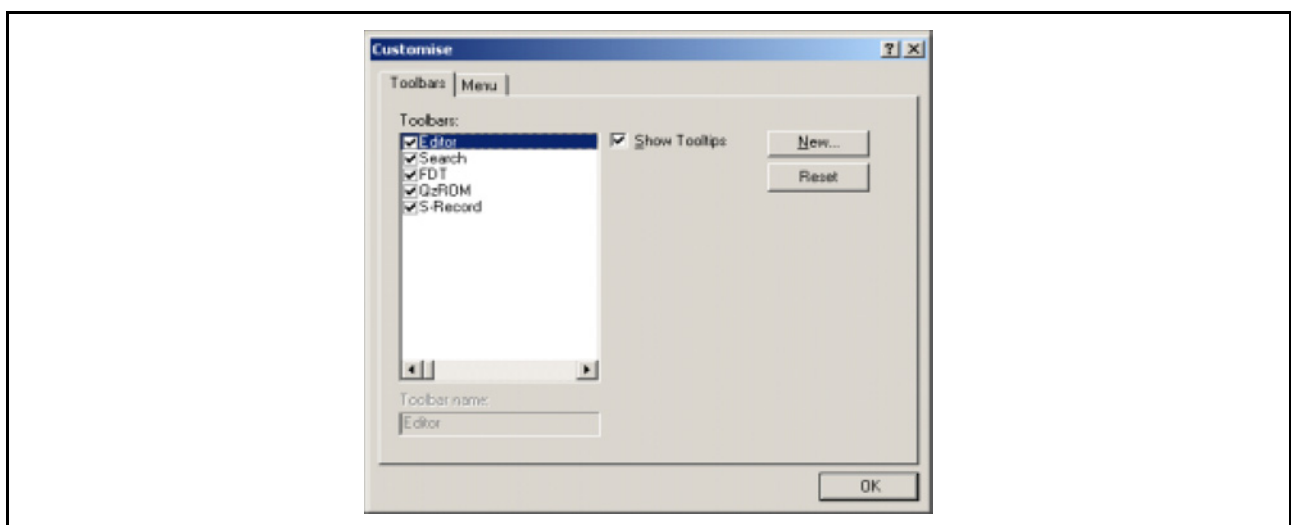 Customise
Toolbars Menu
Toolbars:
Editor
Search
FDT
QzROM
S-Record
Show Tooltips
New...
Reset
Toolbar name:
Editor
OK